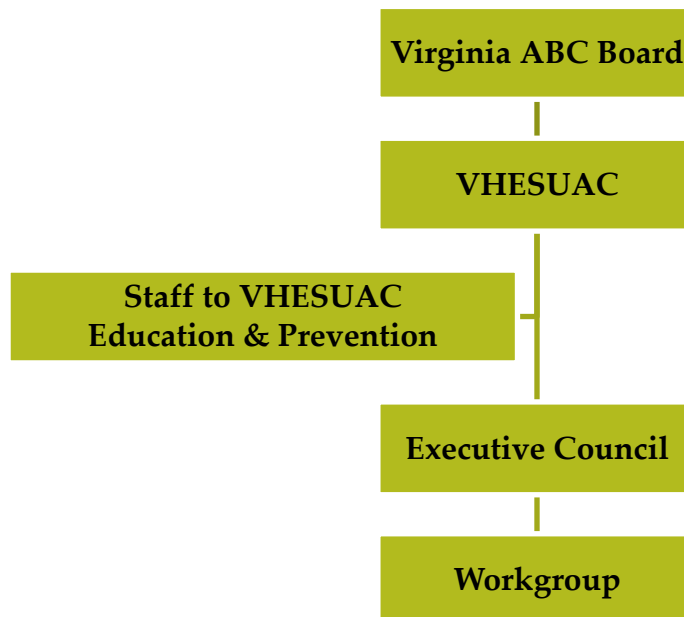 Virginia ABC Board
VHESUAC
Staff to VHESUAC
Education & Prevention
Executive Council
Workgroup